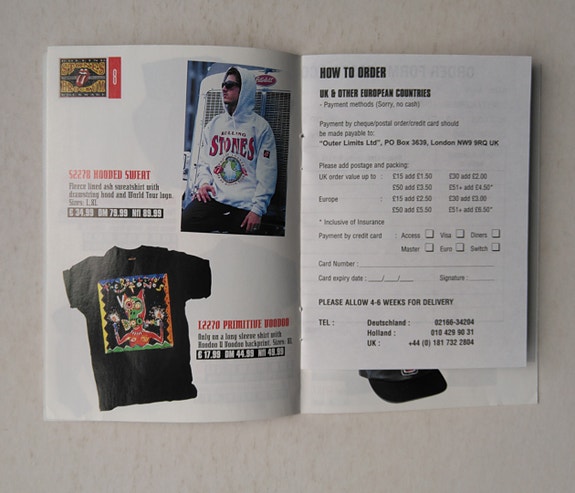 8
ROLLING
STONES
S2270 HOODED SWEAT
Fleece lined ash sweatshirt with
drawstring hood and World Tour logo.
Sizes: L.XL
£ 34.99 DM 79.99 Nfl 89.99
L2270 PRIMITIVE VOODOO
Only on a long sleeve shirt with
Voodoo U Voodoo backprint. Sizes: XL
£ 17.99 DM 44.99 Nfl 49.99
HOW TO ORDER
UK & OTHER EUROPEAN COUNTRIES
- Payment methods (Sorry, no cash)
Payment by cheque/postal order/credit card should
be made payable to:
"Outer Limits Ltd", PO Box 3639, London NW9 9RQ UK
Please add postage and packing:
UK order value up to : £15 add £1.50 £30 add £2.00
£50 add £3.50 £51+ add £4.50*
Europe : £15 add £2.50 £30 add £3.00
£50 add £5.50 £51+ add £6.50*
* Inclusive of Insurance
Payment by credit card : Access Visa Diners
Master Euro Switch
Card Number :
Card expiry date : ____/____/____ Signature :
PLEASE ALLOW 4-6 WEEKS FOR DELIVERY
TEL : Deutschland : 02166-34204
Holland : 010 429 90 31
UK : +44 (0) 181 732 2804